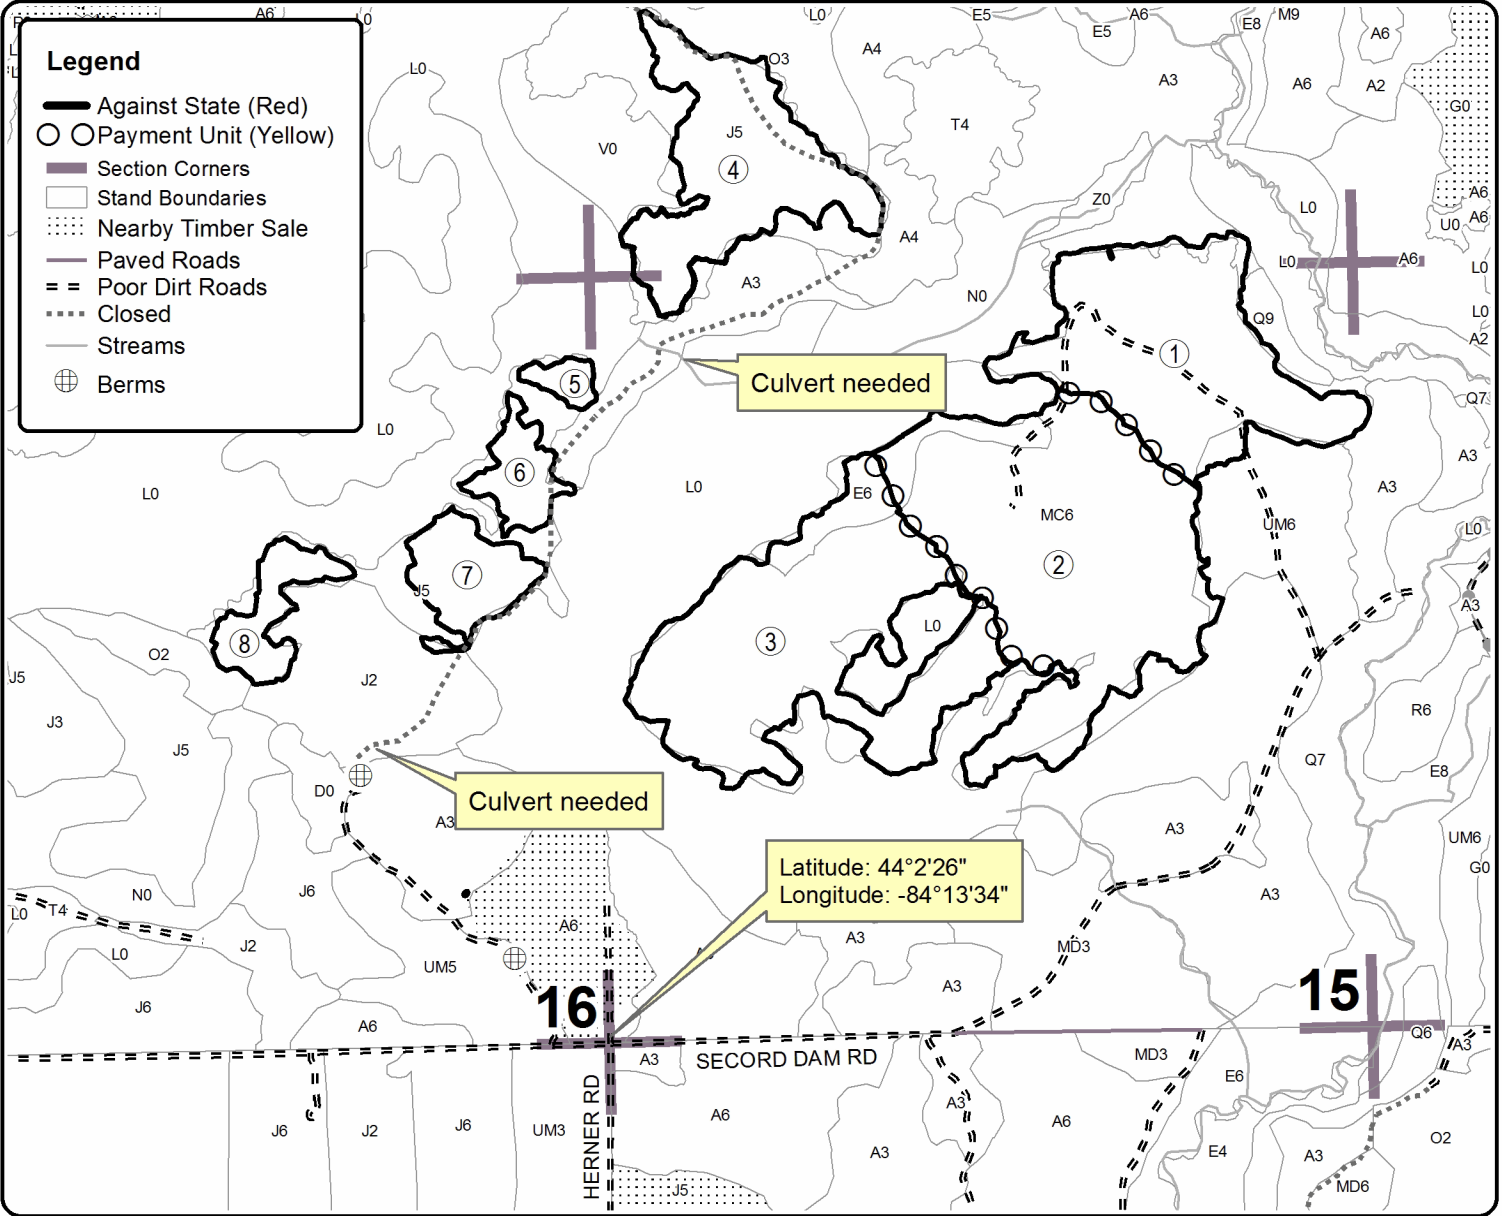 Legend
Against State (Red)
Payment Unit (Yellow)
Section Corners
Stand Boundaries
Nearby Timber Sale
Paved Roads
Poor Dirt Roads
Closed
Streams
Berms
A6
L0
L0
E5
A6
E8
M9
A6
E5
O3
A4
L0
A3
A6
A2
G0
J5
T4
V0
4
A6
Z0
L0
A6
U0
A4
L0
A6
L0
A3
N0
L0
Q9
A2
1
5
Culvert needed
Q7
L0
A3
6
L0
L0
E6
A3
MC6
UM6
L0
2
7
J5
A3
3
L0
8
O2
J5
J2
R6
J3
J5
Q7
E8
D0
Culvert needed
A3
A3
UM6
Latitude: 44°2'26"
Longitude: -84°13'34"
G0
J6
N0
A3
L0
T4
A6
J2
A3
MD3
L0
UM5
A3
16
15
J6
A6
Q6
A3
A3
SECORD DAM RD
MD3
E6
HERNER RD
A3
A6
A6
J6
J2
J6
UM3
O2
A3
E4
A3
J5
MD6